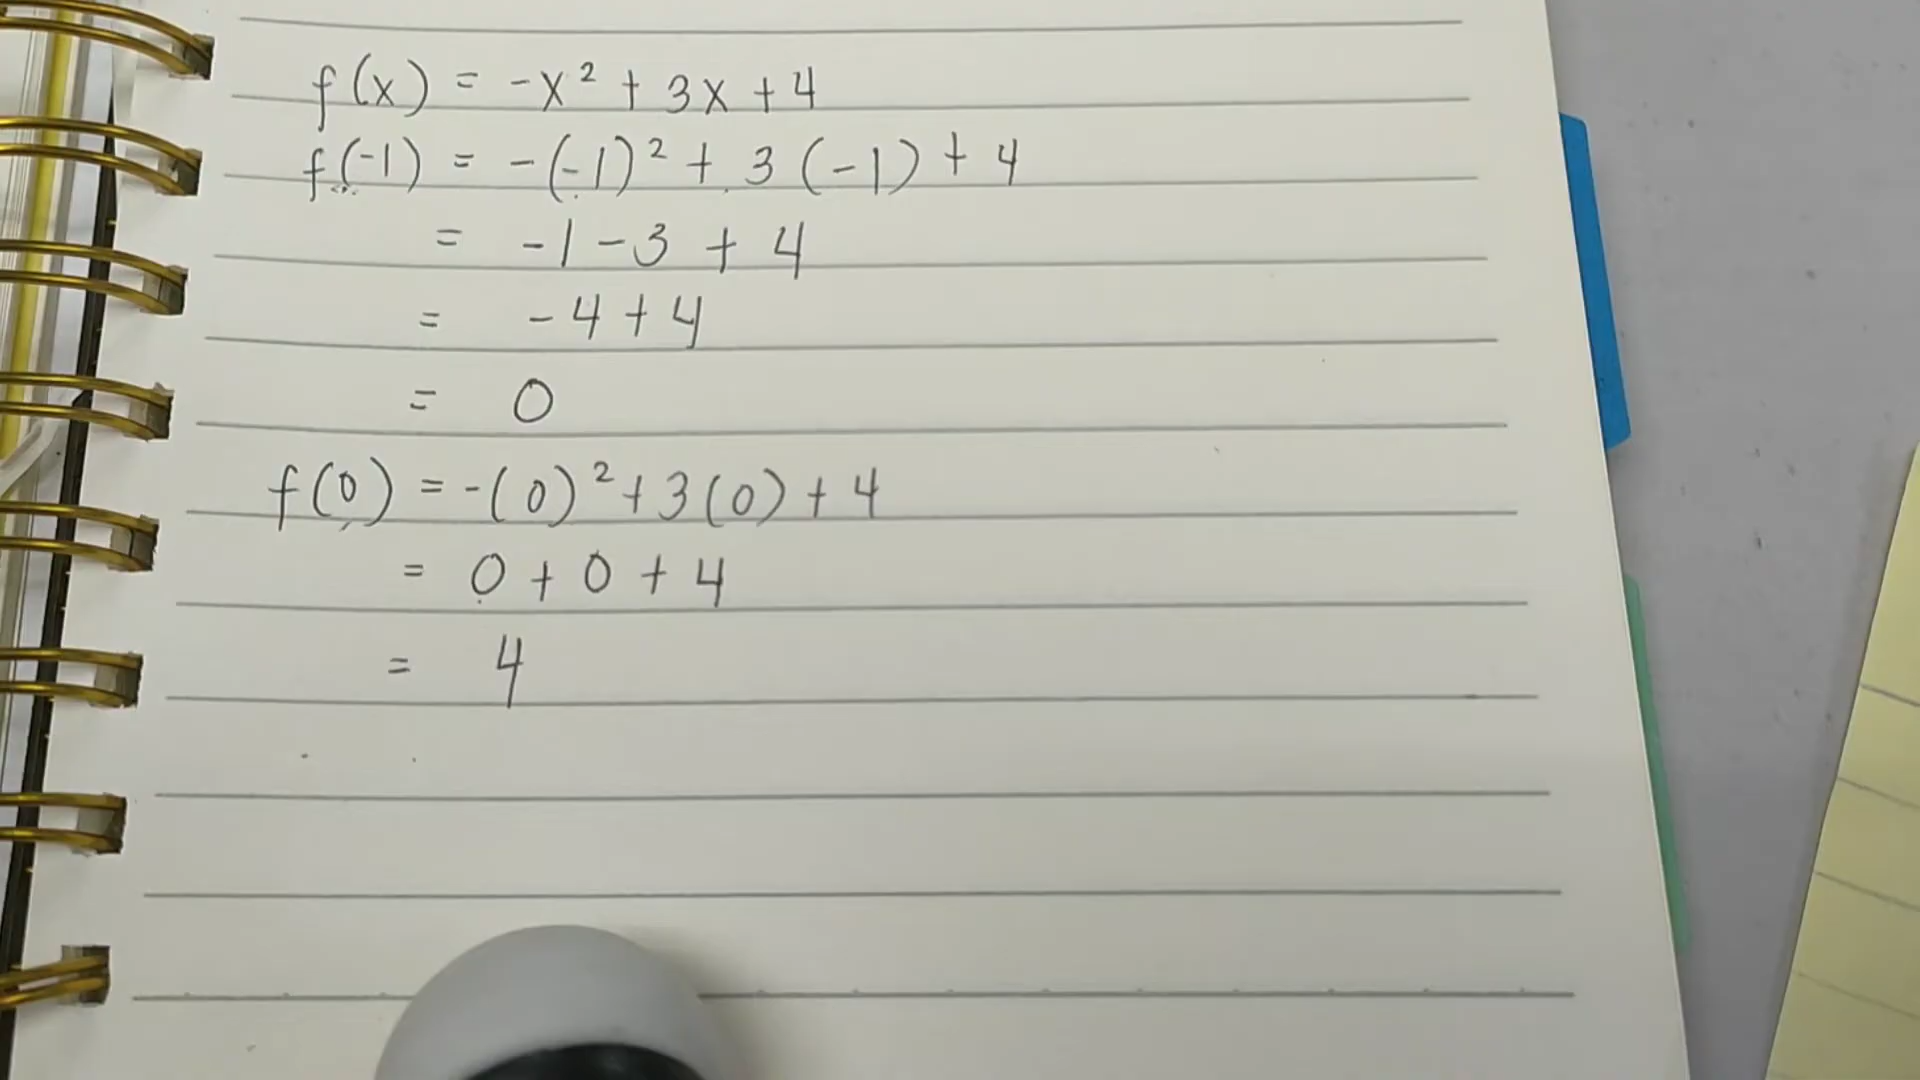 f(x) = -x² + 3x + 4
f(-1) = -(-1)² + 3(-1) + 4
= -1 - 3 + 4
= -4 + 4
= 0
f(0) = -(0)² + 3(0) + 4
= 0 + 0 + 4
= 4